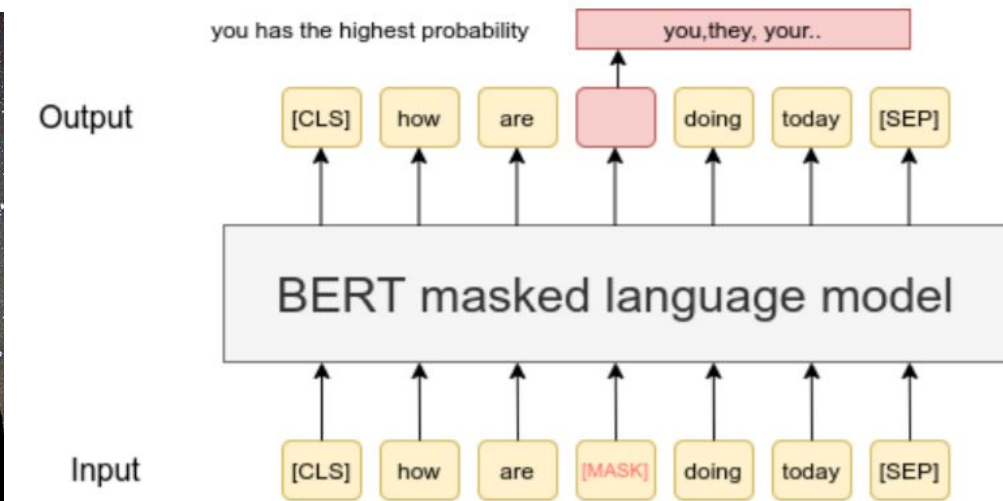 you has the highest probability you,they, your..
Output [CLS] how are doing today [SEP]
BERT masked language model
Input [CLS] how are [MASK] doing today [SEP]